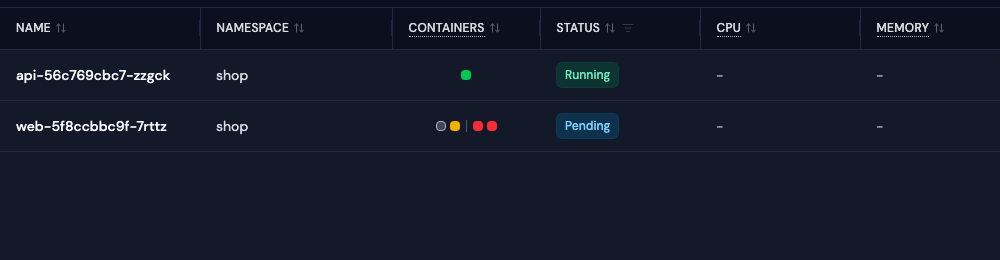 NAME NAMESPACE CONTAINERS STATUS CPU MEMORY
api-56c769cbc7-zzgck shop Running - -
web-5f8ccbbc9f-7rttz shop Pending - -